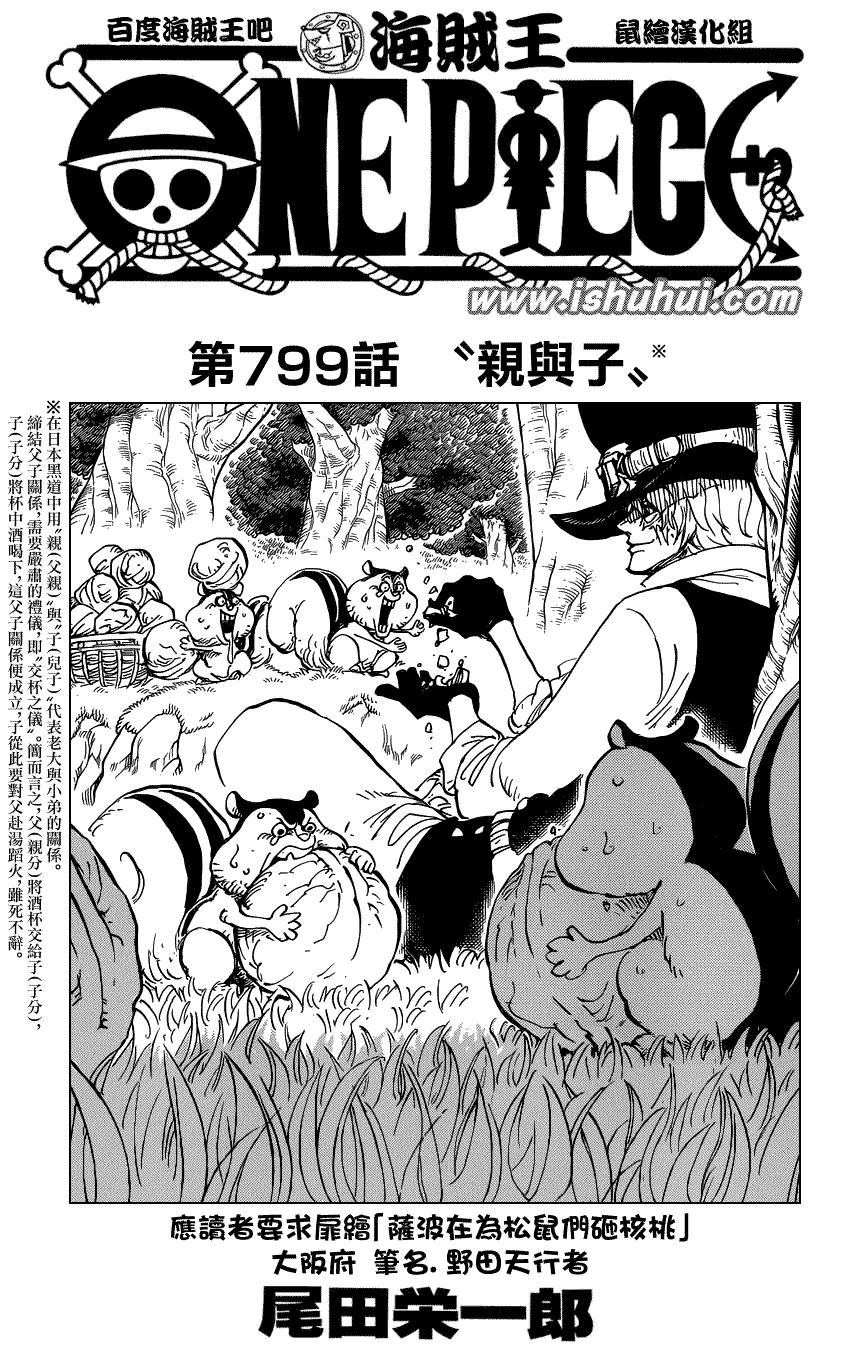 百度海賊王吧
海賊王
鼠繪漢化組
ONE PIECE
www.ishuhui.com
第799話 〝親與子〟※
※在日本黑道中用〝親(父親)〟與〝子(兒子)〟代表老大與小弟的關係。
締結父子關係,需要嚴肅的禮儀,即〝交杯之儀〟。簡而言之,父(親分)將酒杯交給子(子分),
子(子分)將杯中酒喝下,這父子關係便成立,子從此要對父赴湯蹈火,雖死不辭。
應讀者要求扉繪「薩波在為松鼠們砸核桃」
大阪府 筆名.野田天行者
尾田栄一郎